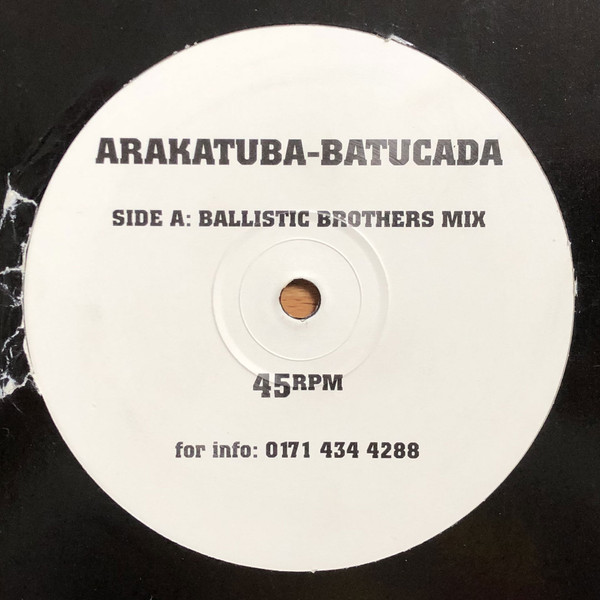 ARAKATUBA-BATUCADA
SIDE A: BALLISTIC BROTHERS MIX
45RPM
for info: 0171 434 4288